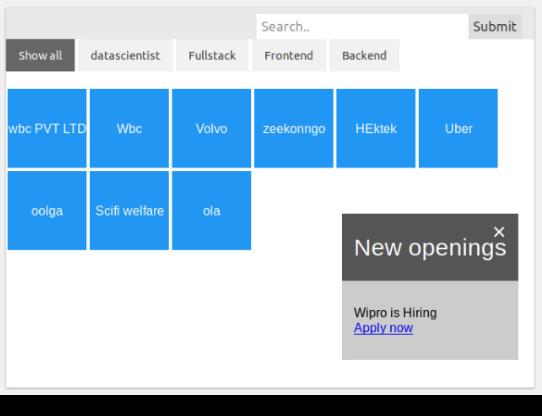 Search..
Submit
Show all
datascientist
Fullstack
Frontend
Backend
wbc PVT LTD
Wbc
Volvo
zeekonngo
HEktek
Uber
oolga
Scifi welfare
ola
×
New openings
Wipro is Hiring
Apply now